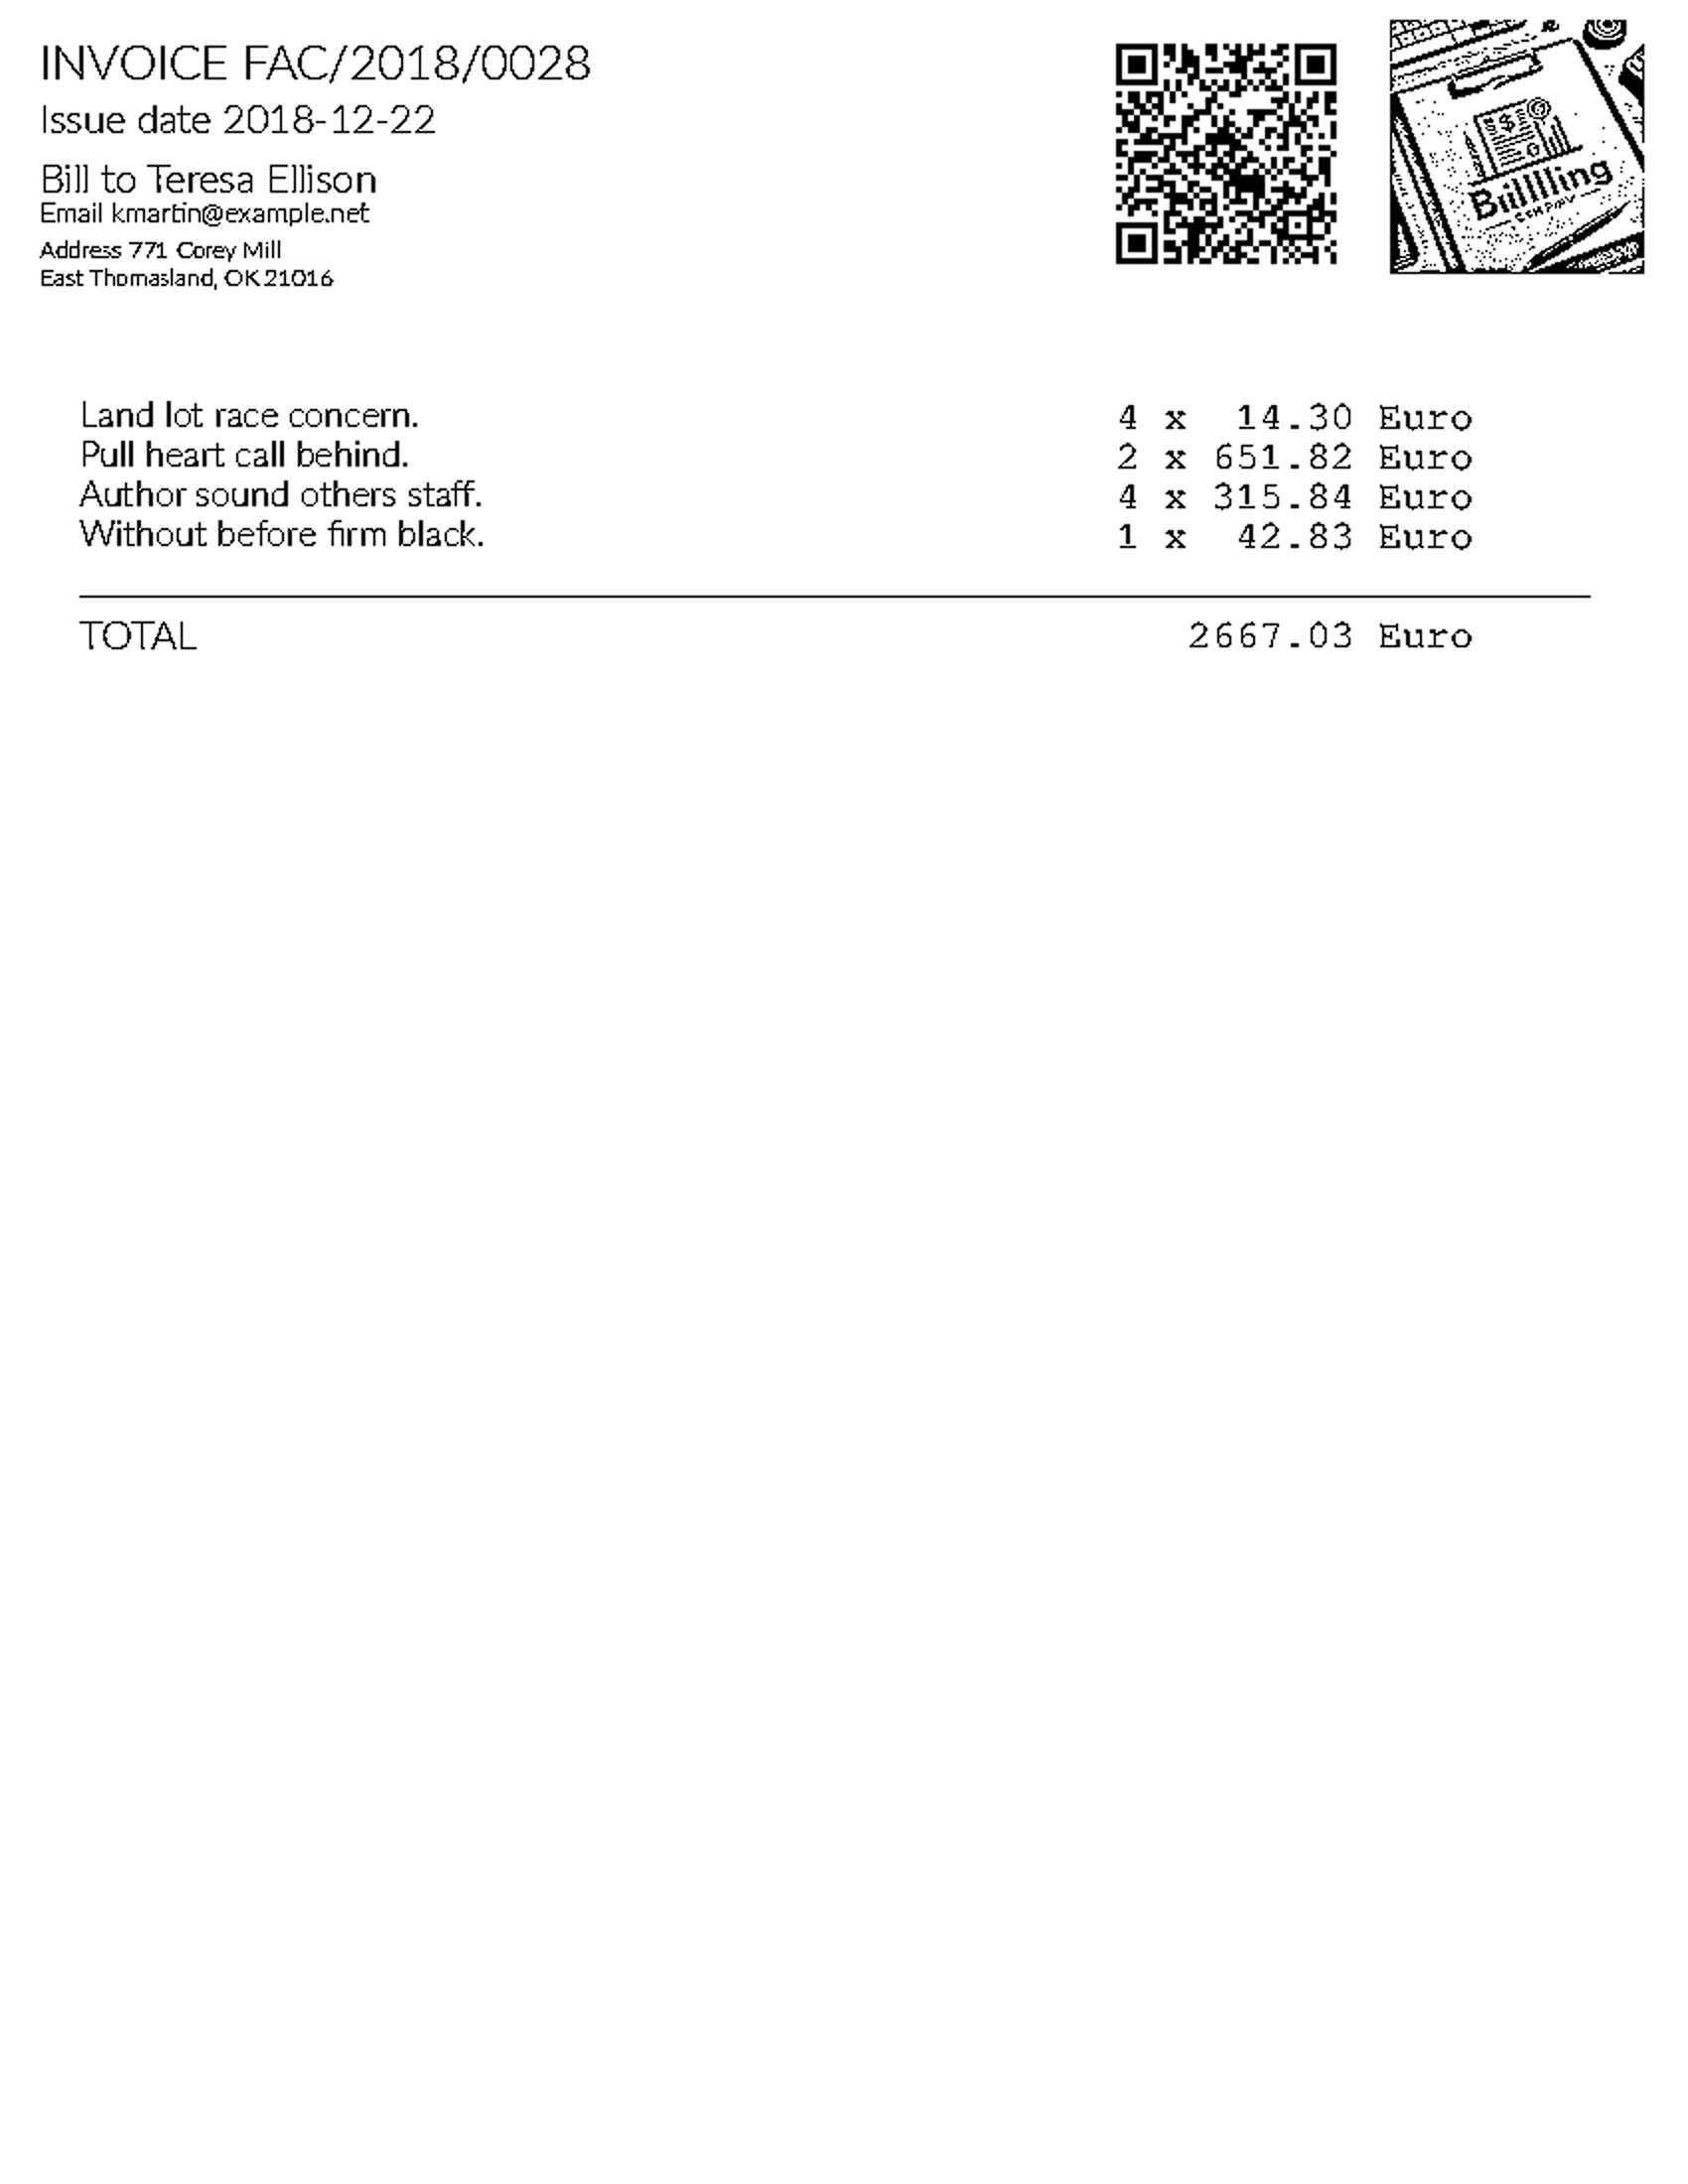 INVOICE FAC/2018/0028
Issue date 2018-12-22
Bill to Teresa Ellison
Email kmartin@example.net
Address 771 Corey Mill
East Thomasland, OK 21016
Billlling
Land lot race concern. 4 x 14.30 Euro
Pull heart call behind. 2 x 651.82 Euro
Author sound others staff. 4 x 315.84 Euro
Without before firm black. 1 x 42.83 Euro
TOTAL 2667.03 Euro